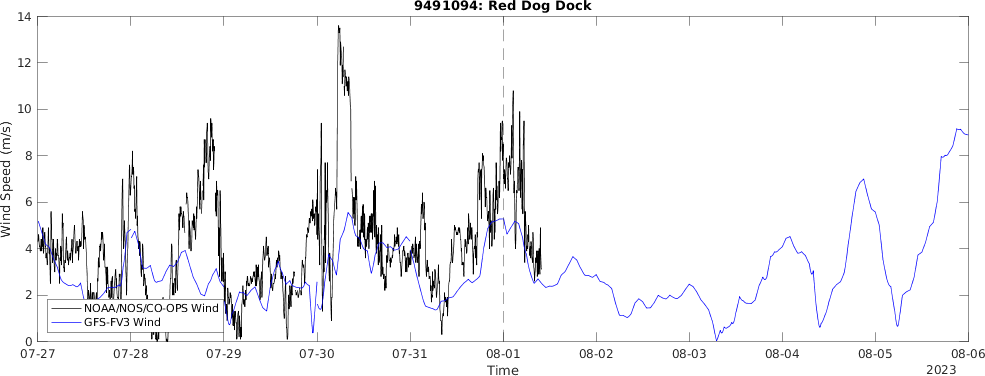 9491094: Red Dog Dock
14
12
10
8
6
4
2
0
Wind Speed (m/s)
NOAA/NOS/CO-OPS Wind
GFS-FV3 Wind
07-27 07-28 07-29 07-30 07-31 08-01 08-02 08-03 08-04 08-05 08-06
Time
2023